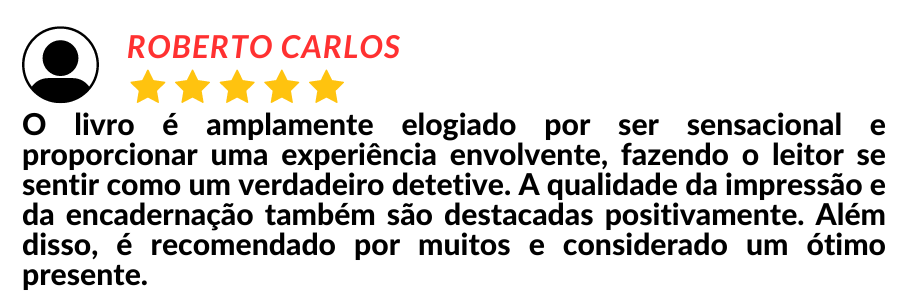 ROBERTO CARLOS
O livro é amplamente elogiado por ser sensacional e
proporcionar uma experiência envolvente, fazendo o leitor se
sentir como um verdadeiro detetive. A qualidade da impressão e
da encadernação também são destacadas positivamente. Além
disso, é recomendado por muitos e considerado um ótimo
presente.